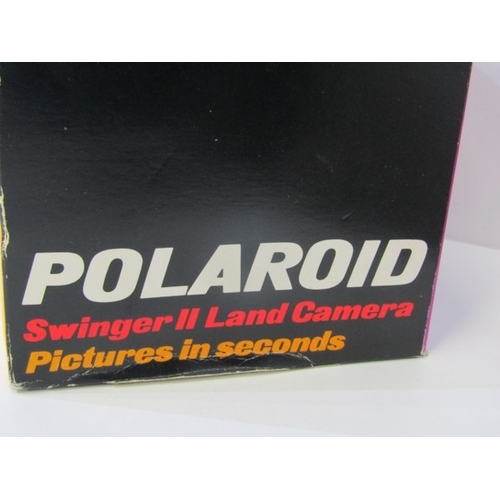 POLAROID
Swinger II Land Camera
Pictures in seconds